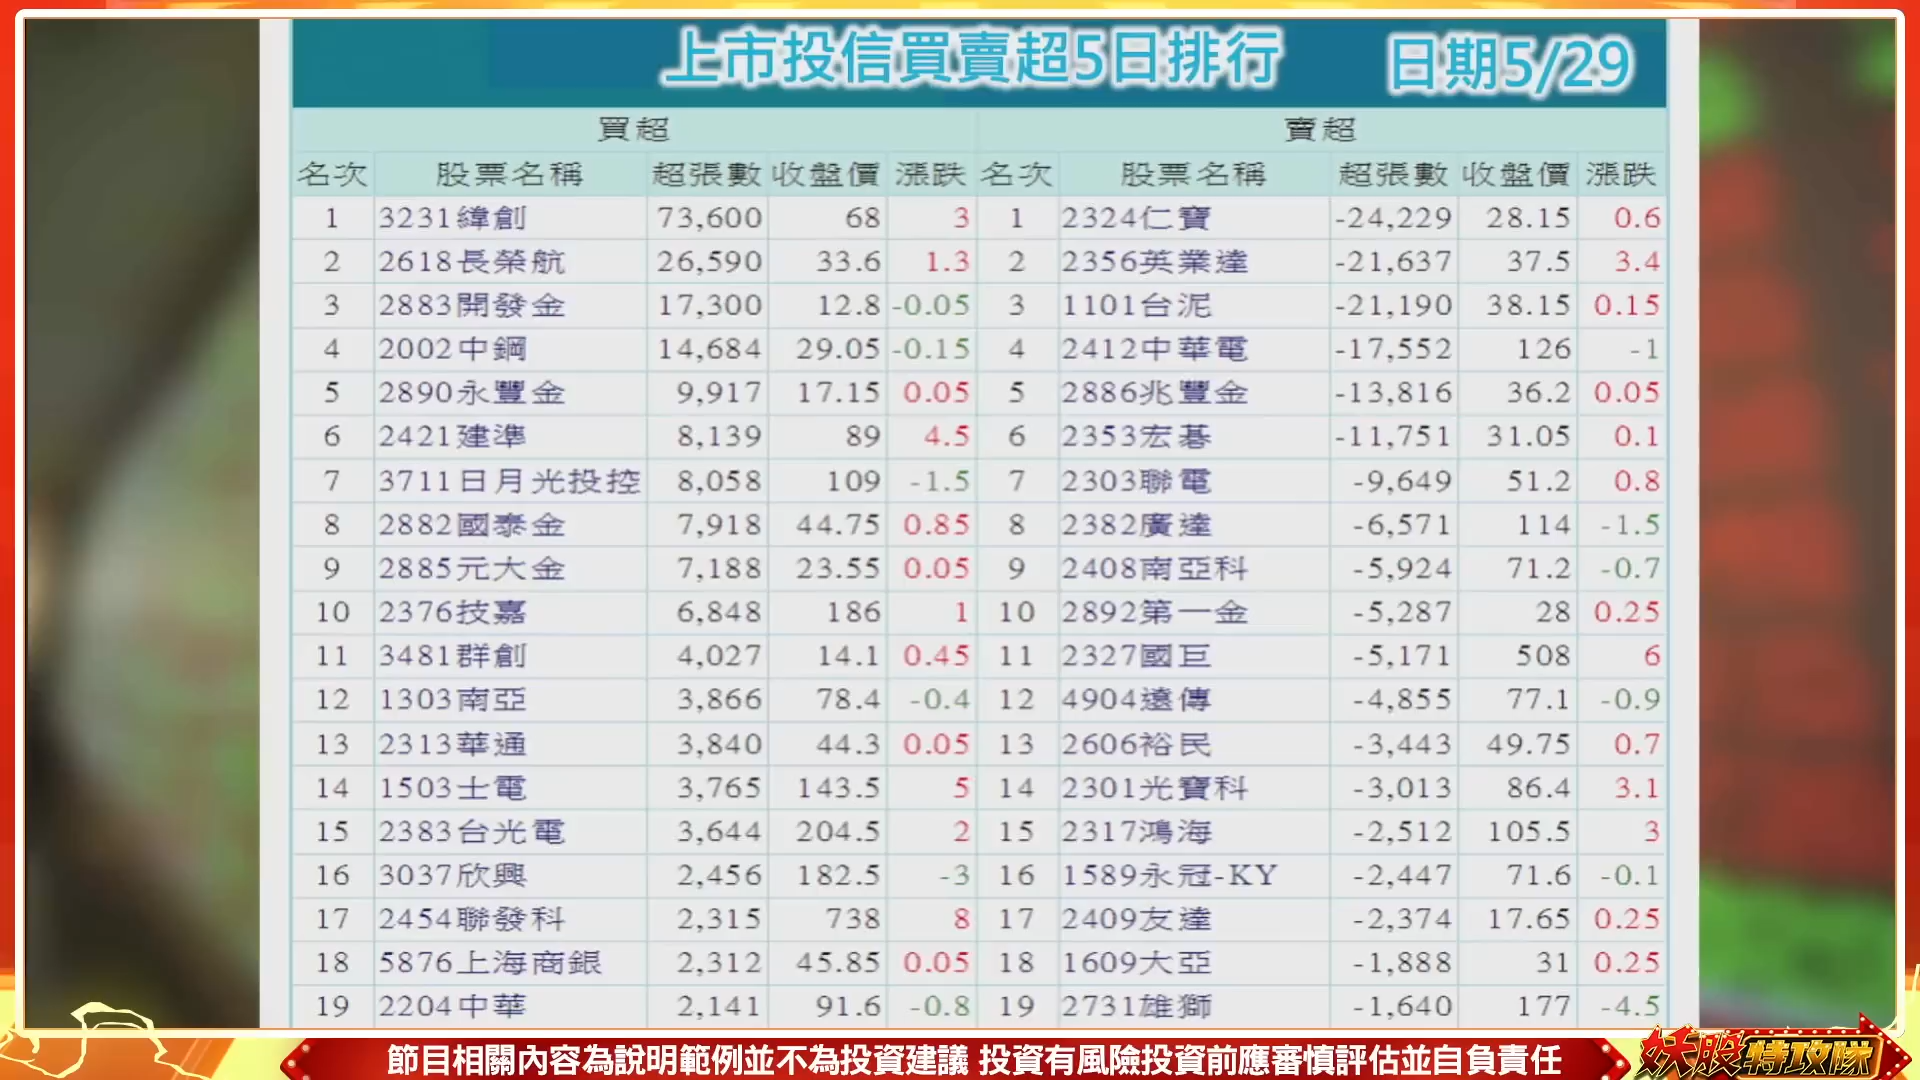 上市投信買賣超5日排行 日期5/29
買超 賣超
名次 股票名稱 超張數 收盤價 漲跌 名次 股票名稱 超張數 收盤價 漲跌
1 3231緯創 73,600 68 3 1 2324仁寶 -24,229 28.15 0.6
2 2618長榮航 26,590 33.6 1.3 2 2356英業達 -21,637 37.5 3.4
3 2883開發金 17,300 12.8 -0.05 3 1101台泥 -21,190 38.15 0.15
4 2002中鋼 14,684 29.05 -0.15 4 2412中華電 -17,552 126 -1
5 2890永豐金 9,917 17.15 0.05 5 2886兆豐金 -13,816 36.2 0.05
6 2421建準 8,139 89 4.5 6 2353宏碁 -11,751 31.05 0.1
7 3711日月光投控 8,058 109 -1.5 7 2303聯電 -9,649 51.2 0.8
8 2882國泰金 7,918 44.75 0.85 8 2382廣達 -6,571 114 -1.5
9 2885元大金 7,188 23.55 0.05 9 2408南亞科 -5,924 71.2 -0.7
10 2376技嘉 6,848 186 1 10 2892第一金 -5,287 28 0.25
11 3481群創 4,027 14.1 0.45 11 2327國巨 -5,171 508 6
12 1303南亞 3,866 78.4 -0.4 12 4904遠傳 -4,855 77.1 -0.9
13 2313華通 3,840 44.3 0.05 13 2606裕民 -3,443 49.75 0.7
14 1503士電 3,765 143.5 5 14 2301光寶科 -3,013 86.4 3.1
15 2383台光電 3,644 204.5 2 15 2317鴻海 -2,512 105.5 3
16 3037欣興 2,456 182.5 -3 16 1589永冠-KY -2,447 71.6 -0.1
17 2454聯發科 2,315 738 8 17 2409友達 -2,374 17.65 0.25
18 5876上海商銀 2,312 45.85 0.05 18 1609大亞 -1,888 31 0.25
19 2204中華 2,141 91.6 -0.8 19 2731雄獅 -1,640 177 -4.5
節目相關內容為說明範例並不為投資建議 投資有風險投資前應審慎評估並自負責任
妖股特攻隊